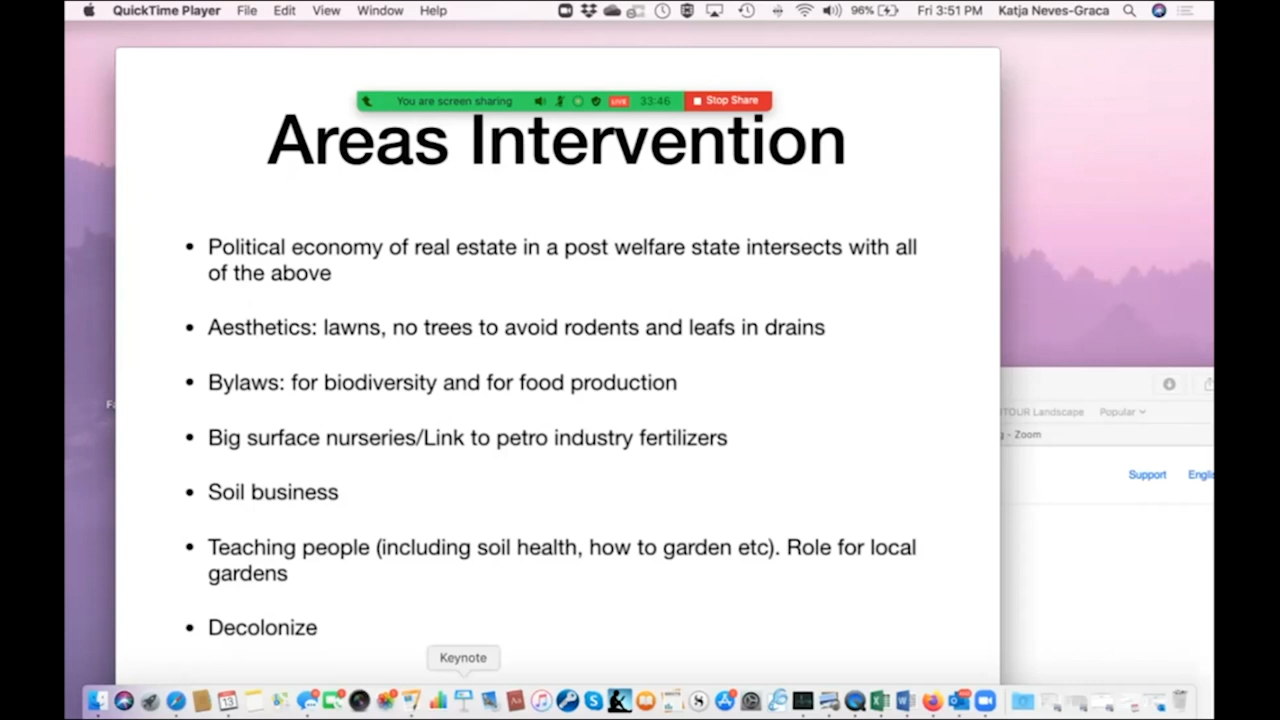 QuickTime Player File Edit View Window Help 96% Fri 3:51 PM Katja Neves-Graca
You are screen sharing LIVE 33:46 Stop Share
Areas Intervention
• Political economy of real estate in a post welfare state intersects with all
of the above
• Aesthetics: lawns, no trees to avoid rodents and leafs in drains
• Bylaws: for biodiversity and for food production
• Big surface nurseries/Link to petro industry fertilizers
• Soil business
• Teaching people (including soil health, how to garden etc). Role for local
gardens
• Decolonize
Landscape Popular
- Zoom
Support
Keynote
13